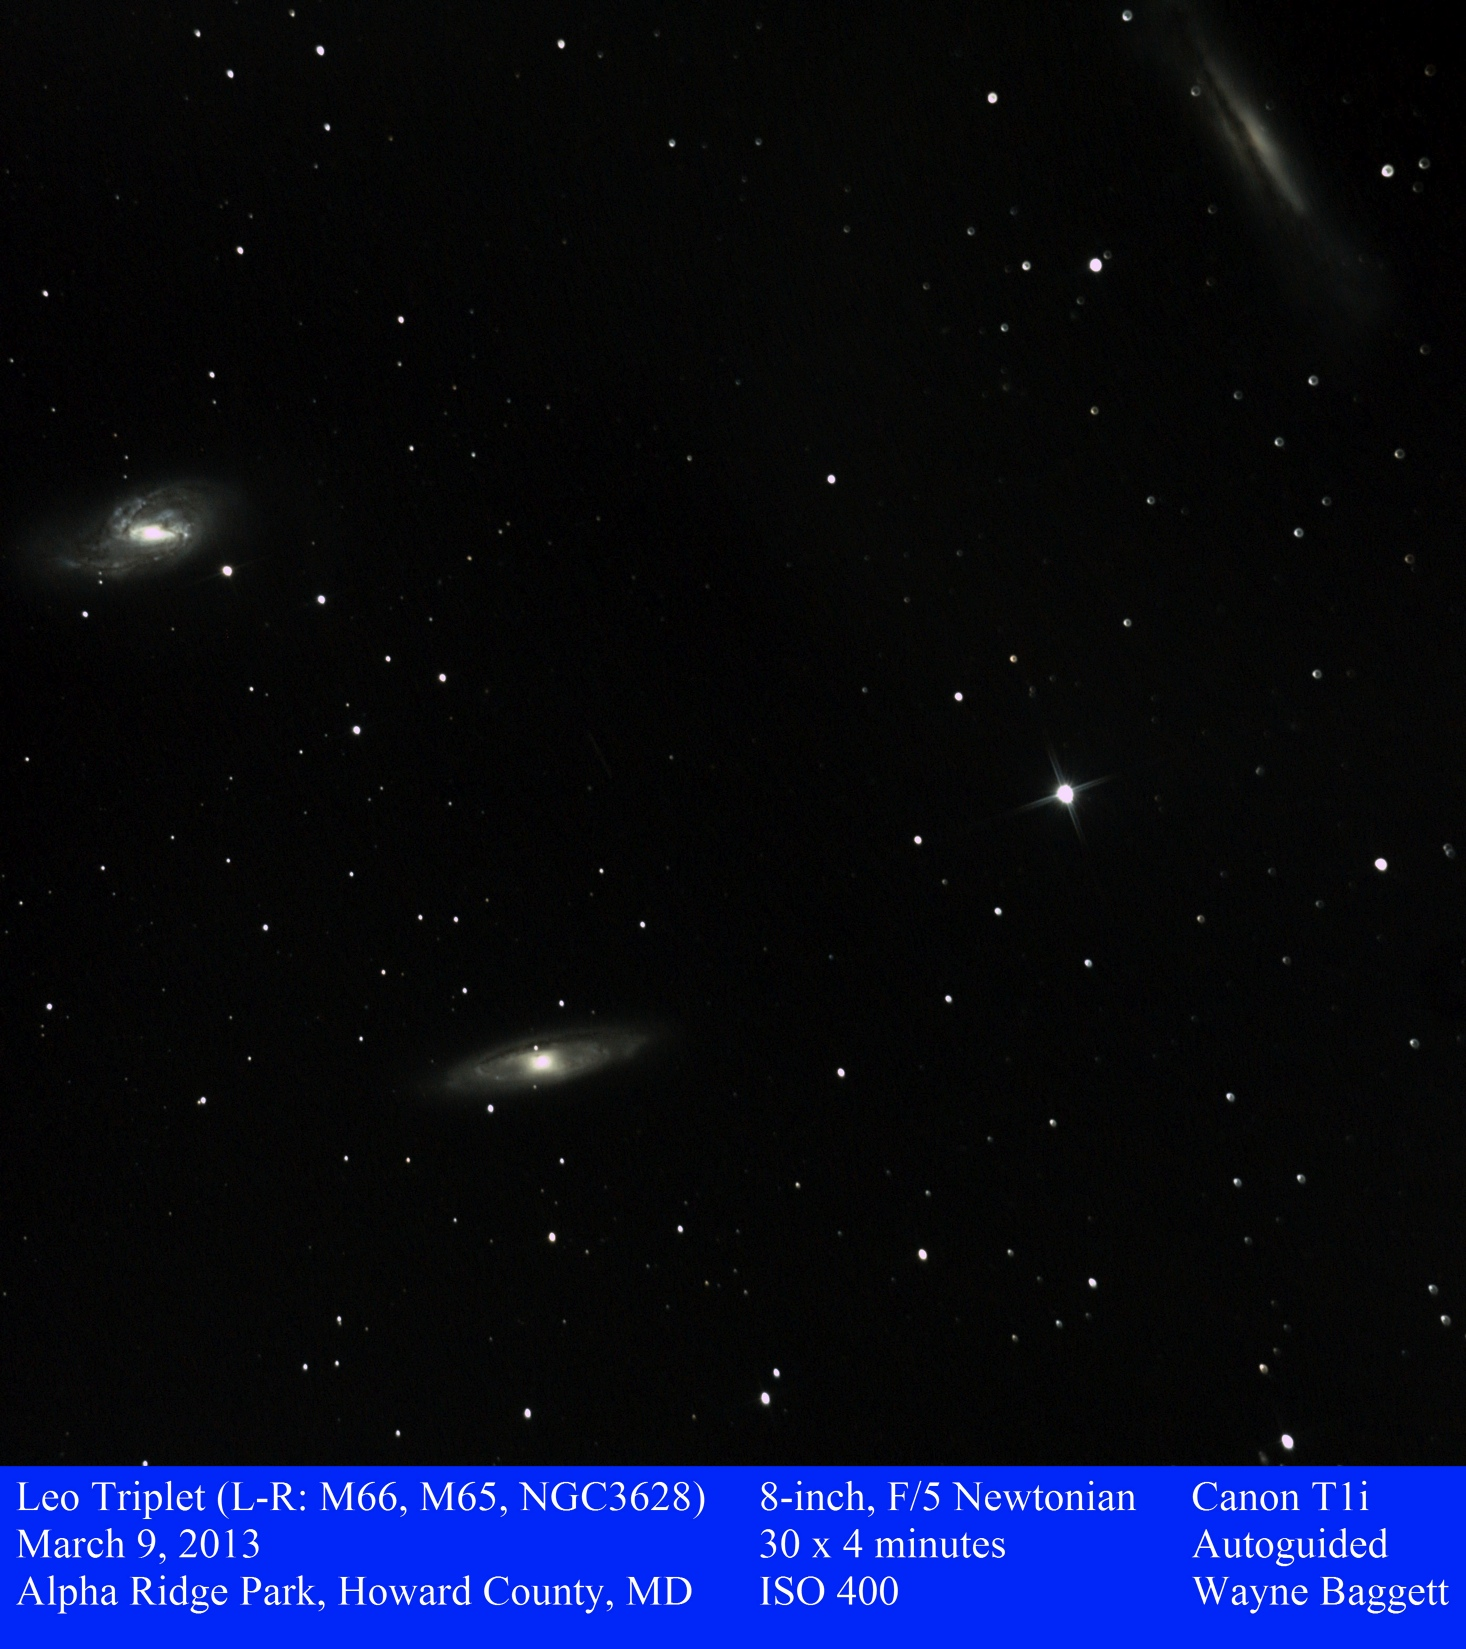 Leo Triplet (L-R: M66, M65, NGC3628)
March 9, 2013
Alpha Ridge Park, Howard County, MD
8-inch, F/5 Newtonian
30 x 4 minutes
ISO 400
Canon T1i
Autoguided
Wayne Baggett